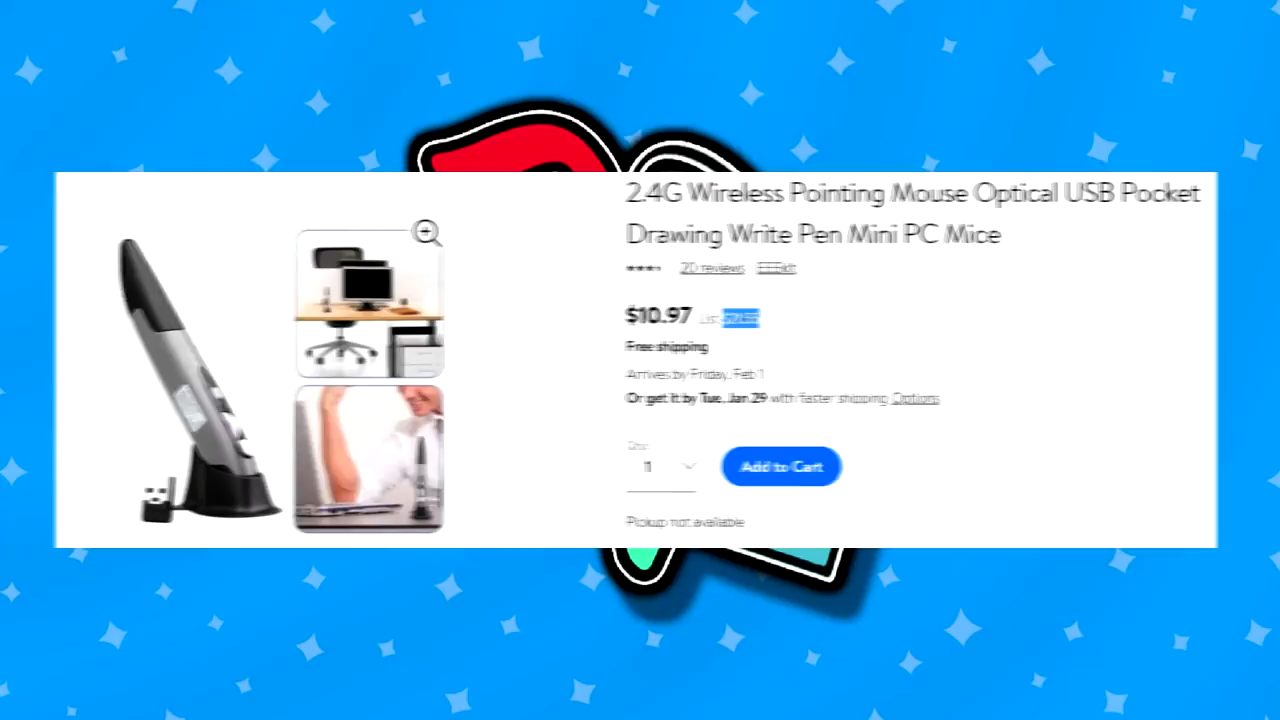 2.4G Wireless Pointing Mouse Optical USB Pocket
Drawing Write Pen Mini PC Mice
20 reviews
$10.97 List
Free shipping
Arrives by Friday, Feb 1
Or get it by Tue, Jan 29 with faster shipping Options
Qty:
1
Add to Cart
Pickup not available